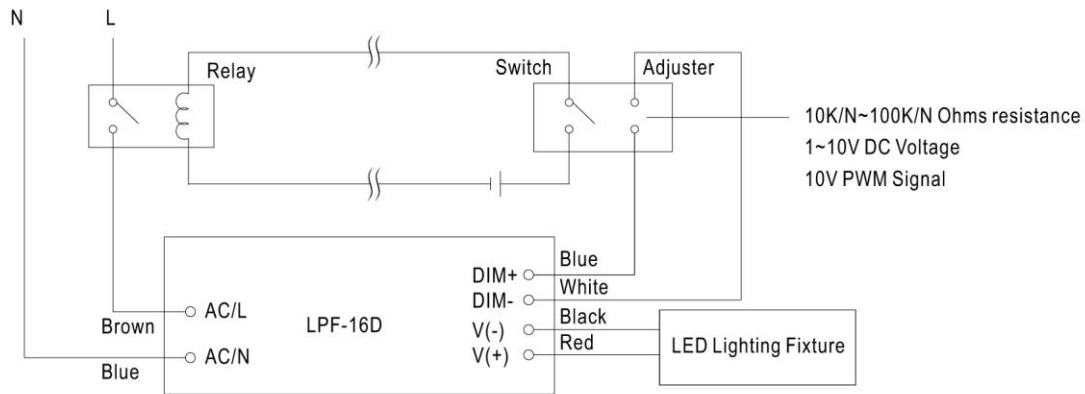 N
L
Relay
Switch
Adjuster
10K/N~100K/N Ohms resistance
1~10V DC Voltage
10V PWM Signal
DIM+
Blue
DIM-
White
AC/L
LPF-16D
V(-)
Black
Brown
V(+)
Red
LED Lighting Fixture
AC/N
Blue